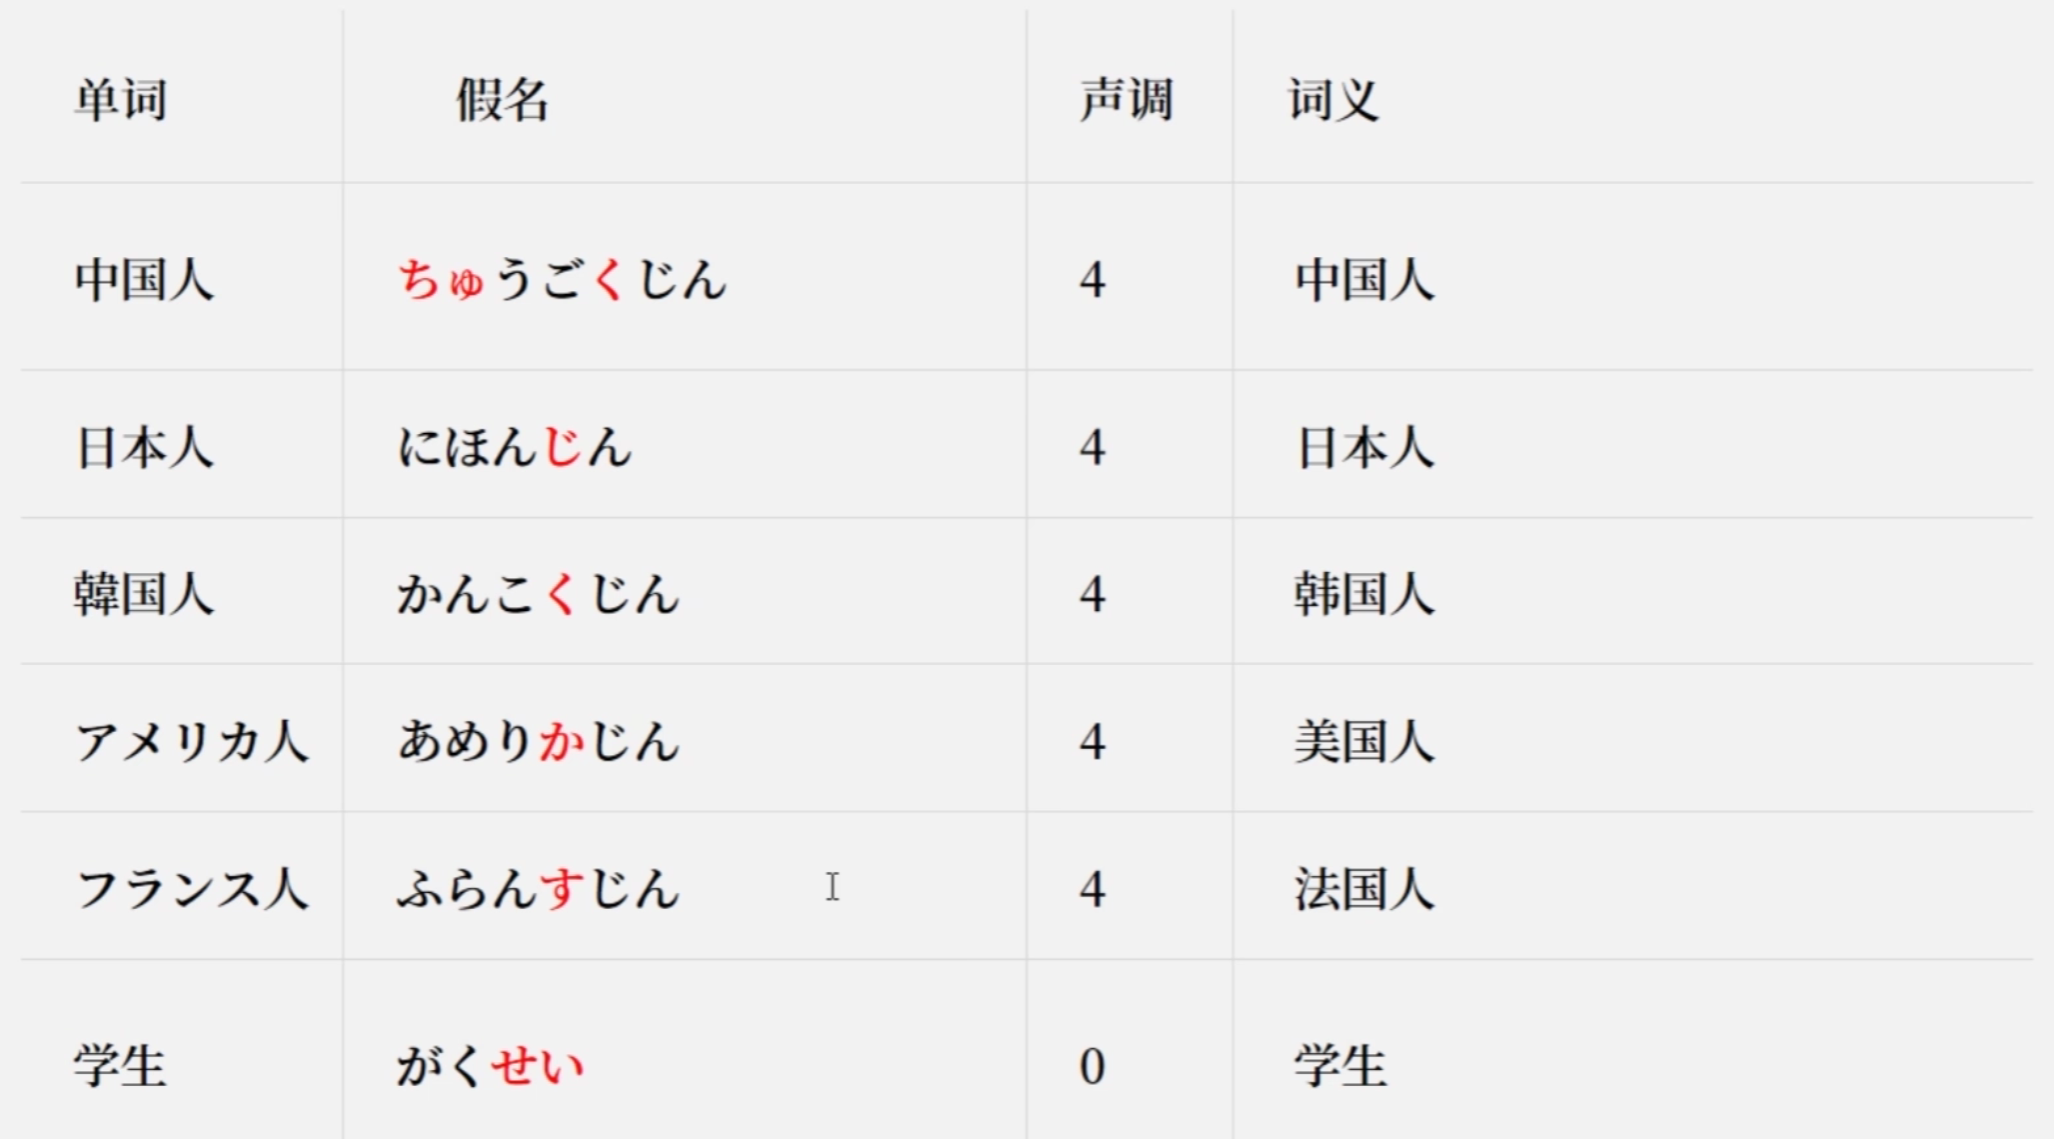 单词 假名 声调 词义
中国人 ちゅうごくじん 4 中国人
日本人 にほんじん 4 日本人
韓国人 かんこくじん 4 韩国人
アメリカ人 あめりかじん 4 美国人
フランス人 ふらんすじん 4 法国人
学生 がくせい 0 学生